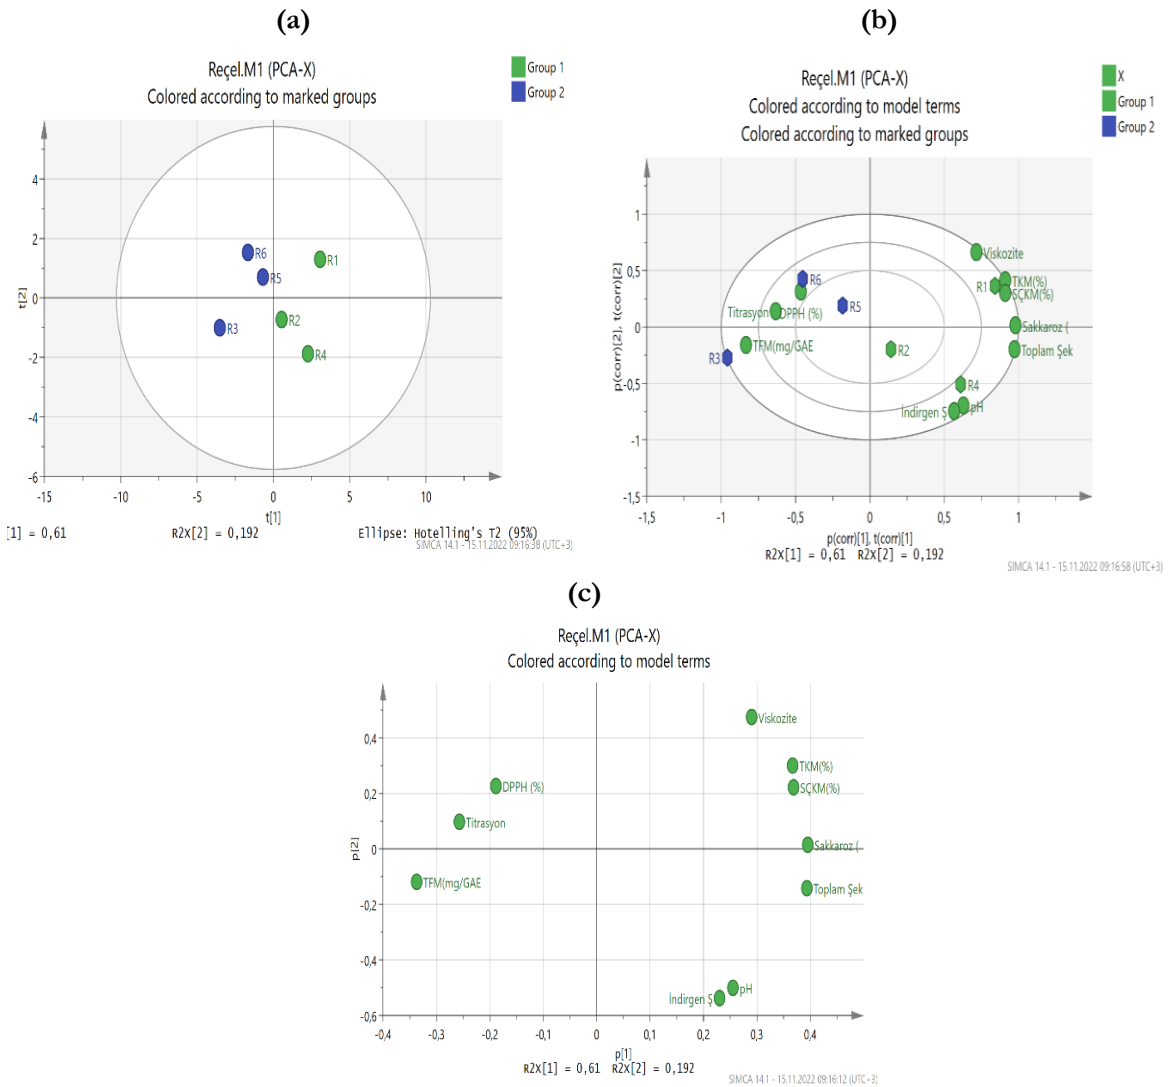 (a)
Reçel.M1 (PCA-X)
Colored according to marked groups
Group 1
Group 2
4
2
0
-2
-4
-6
t[2]
R6
R5
R1
R3
R2
R4
-15
-10
-5
0
5
10
t[1]
[1] = 0,61
R2X[2] = 0,192
Ellipse: Hotelling's T2 (95%)
SIMCA 14.1 - 15.11.2022 09:16:38 (UTC+3)
(b)
Reçel.M1 (PCA-X)
Colored according to model terms
Colored according to marked groups
X
Group 1
Group 2
1
0,5
0
-0,5
-1
-1,5
p(corr)[2], t(corr)[2]
Viskozite
R6
R1
TKM(%)
SÇKM(%)
R5
Titrasyon
DPPH (%)
Sakkaroz (
TFM(mg/GAE
R2
Toplam Şek
R3
R4
İndirgen Ş
pH
-1,5
-1
-0,5
0
0,5
1
p(corr)[1], t(corr)[1]
R2X[1] = 0,61
R2X[2] = 0,192
SIMCA 14.1 - 15.11.2022 09:16:58 (UTC+3)
(c)
Reçel.M1 (PCA-X)
Colored according to model terms
0,4
0,2
0
-0,2
-0,4
-0,6
p[2]
Viskozite
TKM(%)
DPPH (%)
SÇKM(%)
Titrasyon
Sakkaroz (
TFM(mg/GAE
Toplam Şek
İndirgen Ş
pH
-0,4
-0,3
-0,2
-0,1
0
0,1
0,2
0,3
0,4
p[1]
R2X[1] = 0,61
R2X[2] = 0,192
SIMCA 14.1 - 15.11.2022 09:16:12 (UTC+3)